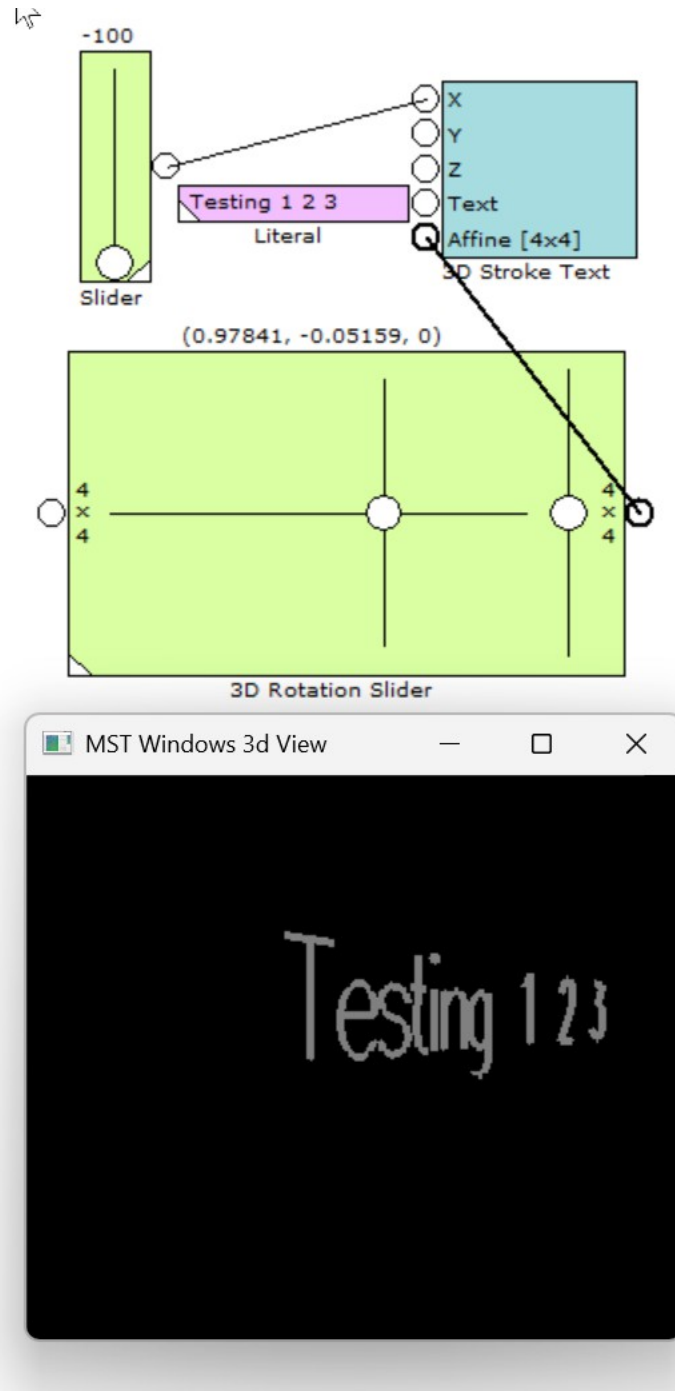 -100
X
Y
Z
Testing 1 2 3
Text
Literal
Affine [4x4]
3D Stroke Text
Slider
(0.97841, -0.05159, 0)
4
x
4
4
x
4
3D Rotation Slider
MST Windows 3d View
Testing 1 2 3